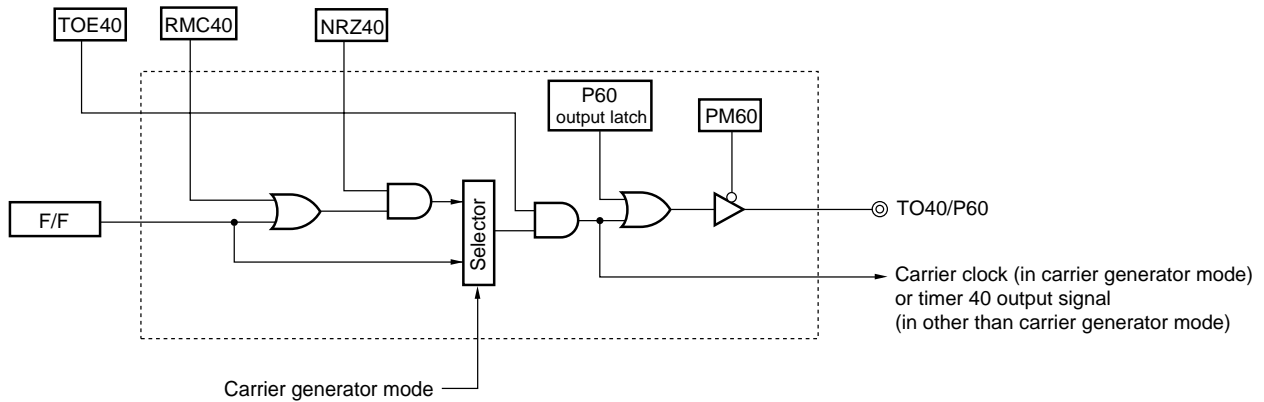 TOE40
RMC40
NRZ40
P60
output latch
PM60
F/F
Selector
TO40/P60
Carrier clock (in carrier generator mode)
or timer 40 output signal
(in other than carrier generator mode)
Carrier generator mode